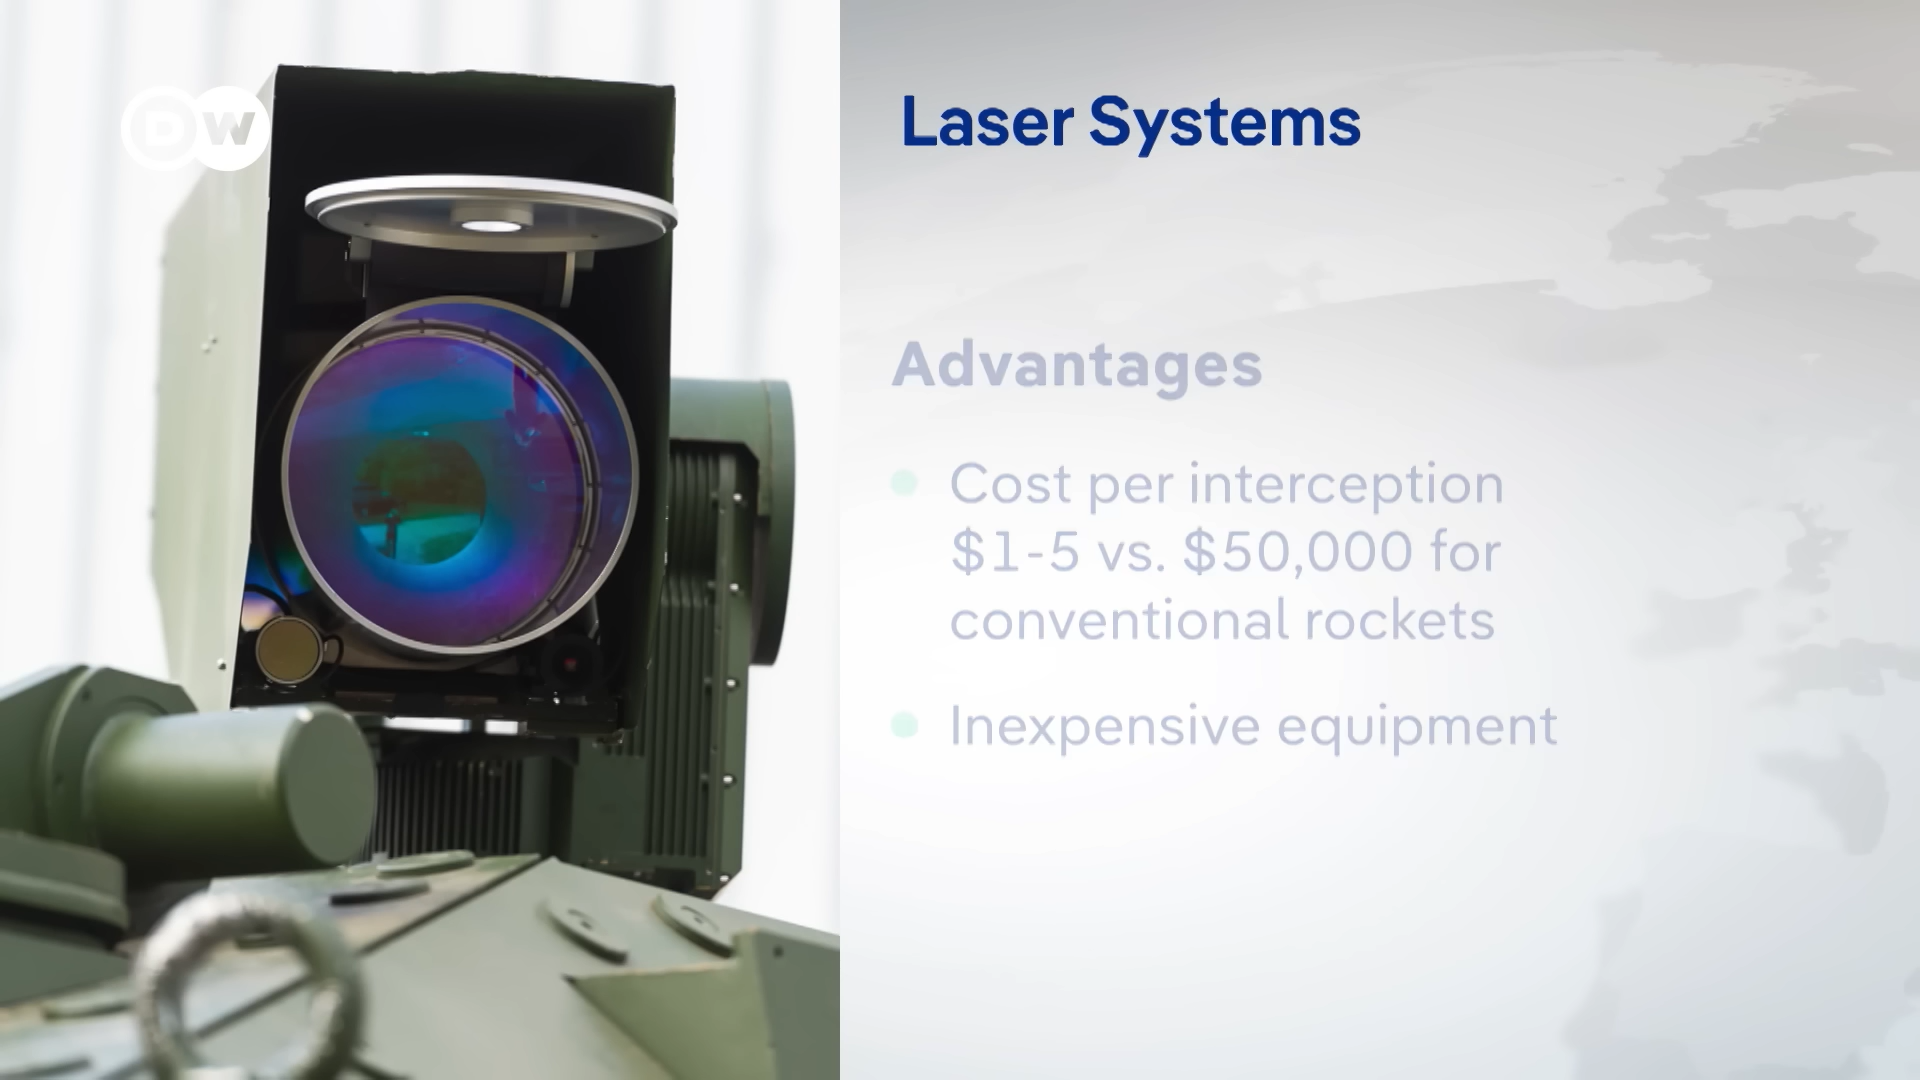 DW
Laser Systems
Advantages
Cost per interception
$1-5 vs. $50,000 for
conventional rockets
Inexpensive equipment